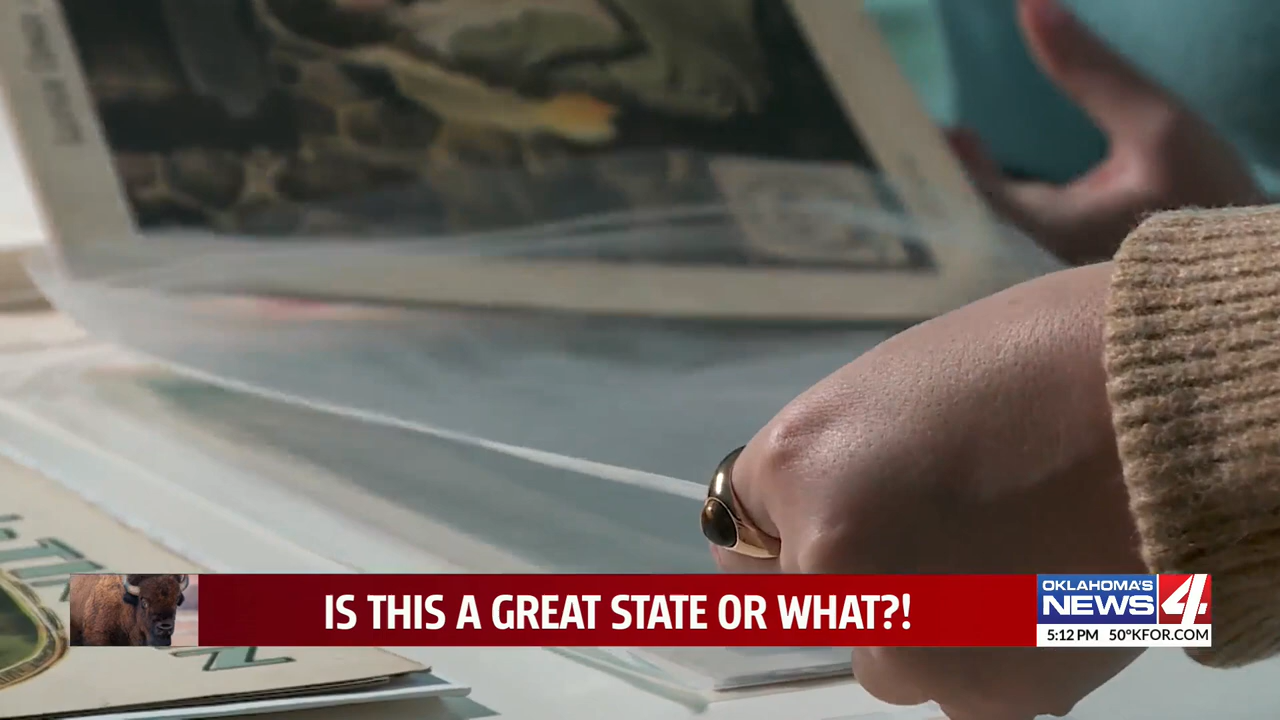 IS THIS A GREAT STATE OR WHAT?!
OKLAHOMA'S
NEWS 4
5:12 PM 50° KFOR.COM